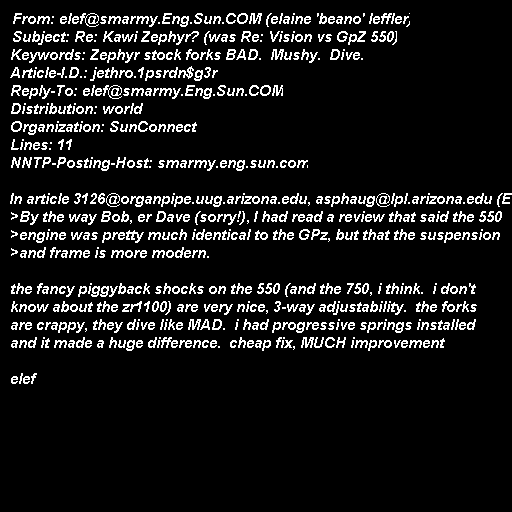 From: elef@smarmy.Eng.Sun.COM (elaine 'beano' leffler)
Subject: Re: Kawi Zephyr? (was Re: Vision vs GpZ 550)
Keywords: Zephyr stock forks BAD.  Mushy.  Dive.
Article-I.D.: jethro.1psrdn$g3r
Reply-To: elef@smarmy.Eng.Sun.COM
Distribution: world
Organization: SunConnect
Lines: 11
NNTP-Posting-Host: smarmy.eng.sun.com

In article 3126@organpipe.uug.arizona.edu, asphaug@lpl.arizona.edu (E
>By the way Bob, er Dave (sorry!), I had read a review that said the 550
>engine was pretty much identical to the GPz, but that the suspension
>and frame is more modern.

the fancy piggyback shocks on the 550 (and the 750, i think.  i don't
know about the zr1100) are very nice, 3-way adjustability.  the forks
are crappy, they dive like MAD.  i had progressive springs installed
and it made a huge difference.  cheap fix, MUCH improvement

elef